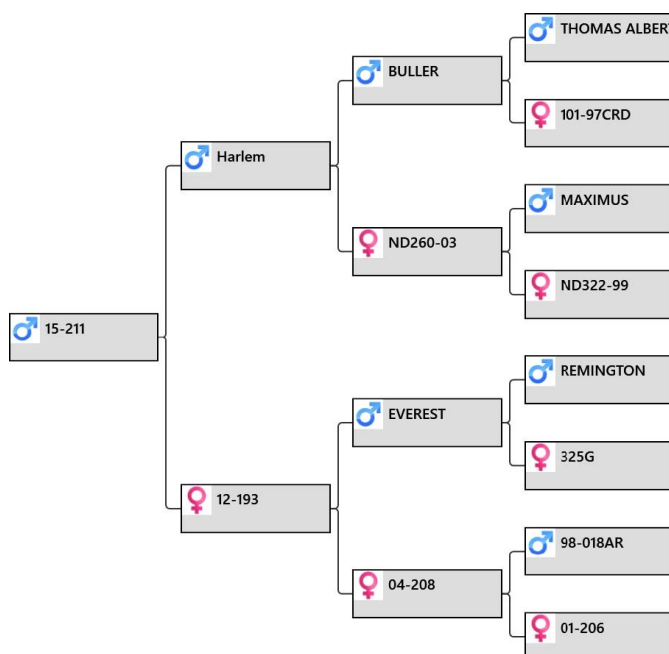 THOMAS ALBERT
BULLER
101-97CRD
Harlem
MAXIMUS
ND260-03
ND322-99
15-211
REMINGTON
EVEREST
325G
12-193
98-018AR
04-208
01-206